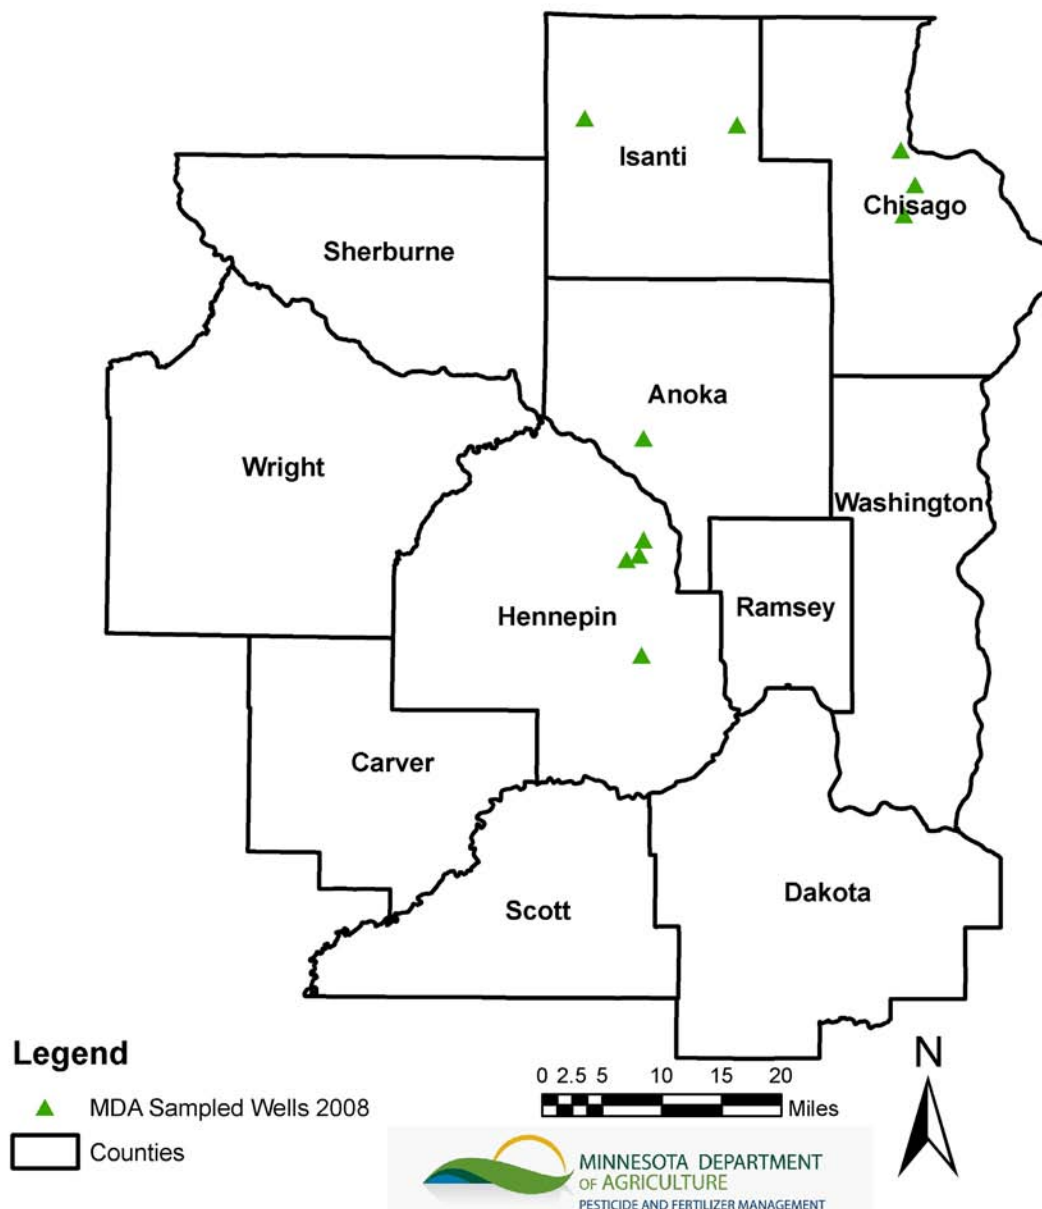 Isanti
Chisago
Sherburne
Anoka
Wright
Washington
Hennepin
Ramsey
Carver
Dakota
Scott
Legend
MDA Sampled Wells 2008
Counties
0 2.5 5 10 15 20
Miles
N
MINNESOTA DEPARTMENT
OF AGRICULTURE
PESTICIDE AND FERTILIZER MANAGEMENT